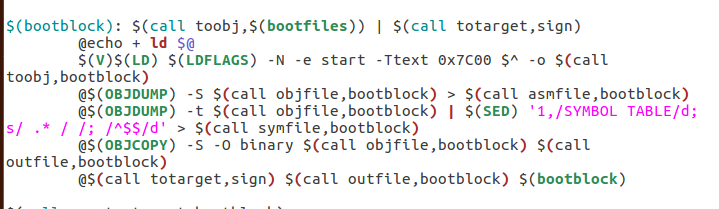 $(bootblock): $(call toobj,$(bootfiles)) | $(call totarget,sign)
        @echo + ld $@
        $(V)$(LD) $(LDFLAGS) -N -e start -Ttext 0x7C00 $^ -o $(call
toobj,bootblock)
        @$(OBJDUMP) -S $(call objfile,bootblock) > $(call asmfile,bootblock)
        @$(OBJDUMP) -t $(call objfile,bootblock) | $(SED) '1,/SYMBOL TABLE/d;
s/ .* / /; /^$$/d' > $(call symfile,bootblock)
        @$(OBJCOPY) -S -O binary $(call objfile,bootblock) $(call
outfile,bootblock)
        @$(call totarget,sign) $(call outfile,bootblock) $(bootblock)